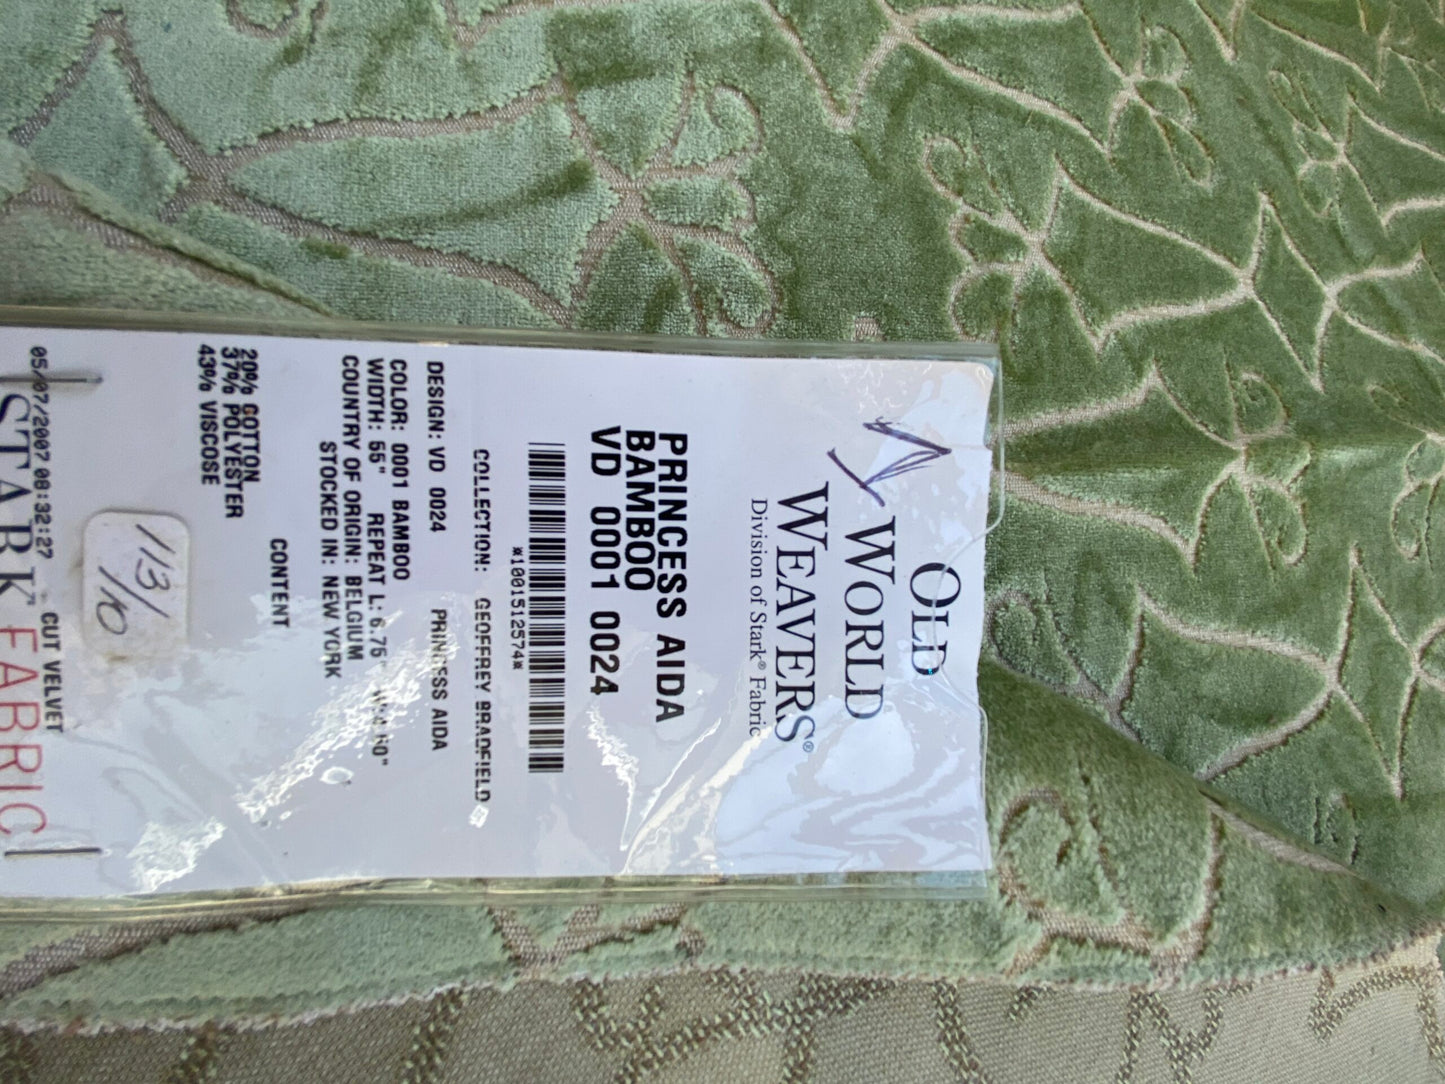 OLD
WORLD
WEAVERS®
Division of Stark® Fabric
PRINCESS AIDA
BAMBOO
VD 0001 0024
*1001512574*
COLLECTION: GEOFFREY BRADFIELD
DESIGN: VD 0024 PRINCESS AIDA
COLOR: 0001 BAMBOO
WIDTH: 55" REPEAT L: 6.75"
COUNTRY OF ORIGIN: BELGIUM
STOCKED IN: NEW YORK
CONTENT
20% COTTON
37% POLYESTER
43% VISCOSE
113/10
05/07/2007 08:32:27 - CUT VELVET
STARK FABRIC